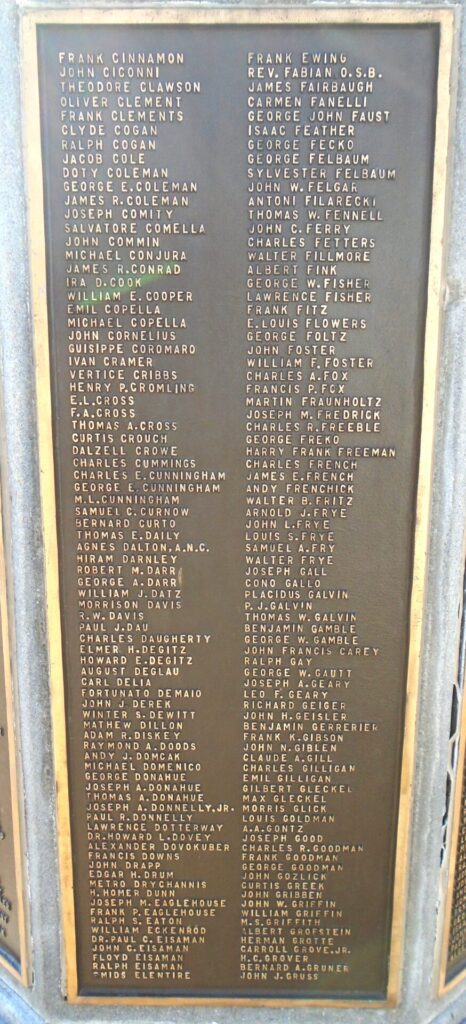 FRANK CINNAMON
JOHN CICONNI
THEODORE CLAWSON
OLIVER CLEMENT
FRANK CLEMENTS
CLYDE COGAN
RALPH COGAN
JACOB COLE
DOTY COLEMAN
GEORGE E. COLEMAN
JAMES R. COLEMAN
JOSEPH COMITY
SALVATORE COMELLA
JOHN COMMIN
MICHAEL CONJURA
JAMES R. CONRAD
IRA D. COOK
WILLIAM E. COOPER
EMIL COPELLA
MICHAEL COPELLA
JOHN CORNELIUS
GUISIPPE COROMARO
IVAN CRAMER
VERTICE CRIBBS
HENRY P. CROMLING
E.L. CROSS
F.A. CROSS
THOMAS A. CROSS
CURTIS CROUCH
DALZELL CROWE
CHARLES CUMMINGS
CHARLES E. CUNNINGHAM
GEORGE E. CUNNINGHAM
M.L. CUNNINGHAM
SAMUEL C. CURNOW
BERNARD CURTO
THOMAS E. DAILY
AGNES DALTON, A.N.C.
HIRAM DARNLEY
ROBERT M. DARR
GEORGE A. DARR
WILLIAM J. DATZ
MORRISON DAVIS
R.W. DAVIS
PAUL J. DAU
CHARLES DAUGHERTY
ELMER H. DEGITZ
HOWARD E. DEGITZ
AUGUST DEGLAU
CARL DELIA
FORTUNATO DEMAIO
JOHN J. DEREK
WINTER S. DEWITT
MATHEW DILLON
ADAM R. DISKEY
RAYMOND A. DOODS
ANDY J. DOMCAK
MICHAEL DOMENICO
GEORGE DONAHUE
JOSEPH A. DONAHUE
THOMAS A. DONAHUE
JOSEPH A. DONNELLY, JR.
PAUL R. DONNELLY
LAWRENCE DOTTERWAY
DR. HOWARD L. DOVEY
ALEXANDER DOVOKUBER
FRANCIS DOWNS
JOHN DRAPP
EDGAR H. DRUM
METRO DRYCHANNIS
H. HOMER DUNN
JOSEPH M. EAGLEHOUSE
FRANK P. EAGLEHOUSE
RALPH S. EATON
WILLIAM ECKENROD
DR. PAUL C. EISAMAN
JOHN C. EISAMAN
FLOYD EISAMAN
RALPH EISAMAN
ELENTIRE
FRANK EWING
REV. FABIAN O.S.B.
JAMES FAIRBAUGH
CARMEN FANELLI
GEORGE JOHN FAUST
ISAAC FEATHER
GEORGE FECKO
GEORGE FELBAUM
SYLVESTER FELBAUM
JOHN W. FELGAR
ANTONI FILARECKI
THOMAS W. FENNELL
JOHN C. FERRY
CHARLES FETTERS
WALTER FILLMORE
ALBERT FINK
GEORGE W. FISHER
LAWRENCE FISHER
FRANK FITZ
E. LOUIS FLOWERS
GEORGE FOLTZ
JOHN FOSTER
WILLIAM F. FOSTER
CHARLES A. FOX
FRANCIS P. FOX
MARTIN FRAUNHOLTZ
JOSEPH M. FREDRICK
CHARLES R. FREEBLE
GEORGE FREKO
HARRY FRANK FREEMAN
CHARLES FRENCH
JAMES E. FRENCH
ANDY FRENCHICK
WALTER B. FRITZ
ARNOLD J. FRYE
JOHN L. FRYE
LOUIS S. FRYE
SAMUEL A. FRY
WALTER FRYE
JOSEPH GALL
CONO GALLO
PLACIDUS GALVIN
P.J. GALVIN
THOMAS W. GALVIN
BENJAMIN GAMBLE
GEORGE W. GAMBLE
JOHN FRANCIS CAREY
RALPH GAY
GEORGE W. GAUTT
JOSEPH A. GEARY
LEO F. GEARY
RICHARD GEIGER
JOHN H. GEISLER
BENJAMIN GERRERIER
FRANK K. GIBSON
JOHN N. GIBLEN
CLAUDE A. GILL
CHARLES GILLIGAN
EMIL GILLIGAN
GILBERT GLECKEL
MAX GLECKEL
MORRIS GLICK
LOUIS GOLDMAN
A.A. GONTZ
JOSEPH GOOD
CHARLES R. GOODMAN
FRANK GOODMAN
GEORGE GOODMAN
JOHN GOZLICK
CURTIS GREEK
JOHN GRIBBEN
JOHN W. GRIFFIN
WILLIAM GRIFFIN
M.S. GRIFFITH
ALBERT GROFSTEIN
HERMAN GROTTE
CARROLL GROVE, JR.
H.C. GROVER
BERNARD A. GRUNER
JOHN J. GRUSS